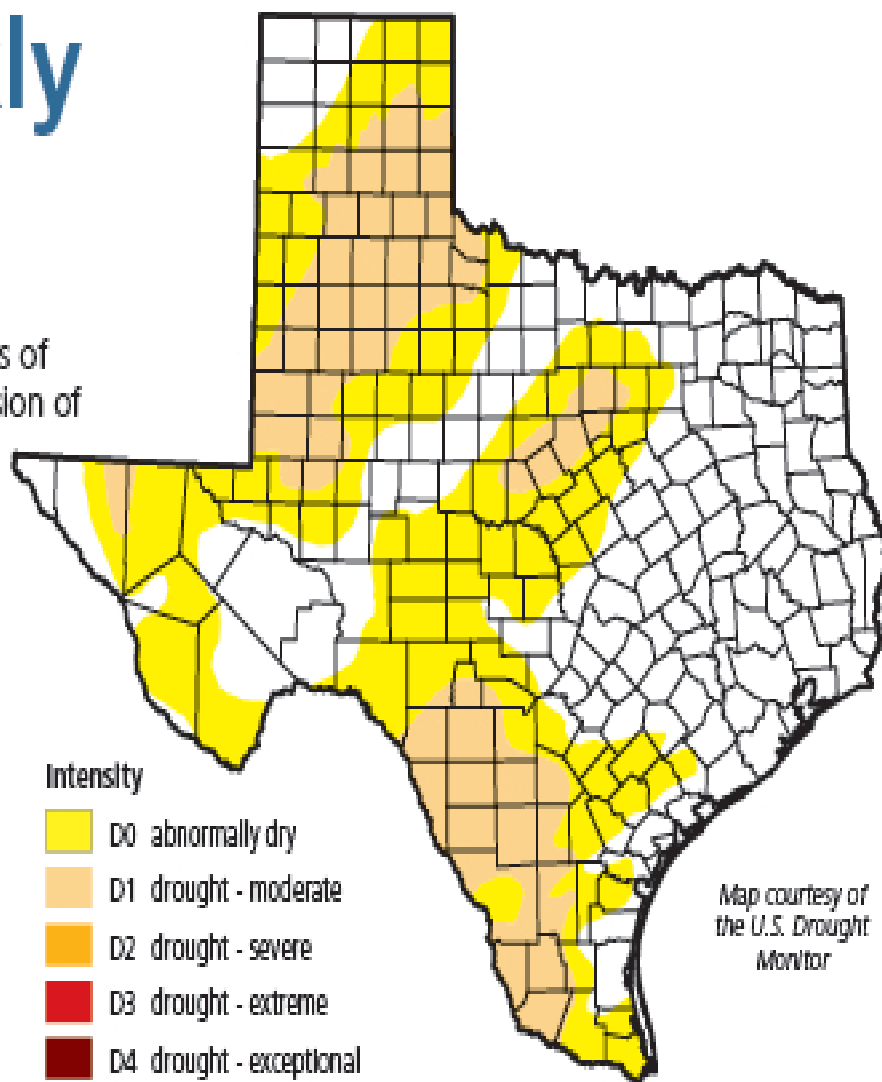 ly
s of
sion of
Intensity
D0 abnormally dry
D1 drought - moderate
D2 drought - severe
D3 drought - extreme
D4 drought - exceptional
Map courtesy of
the U.S. Drought
Monitor